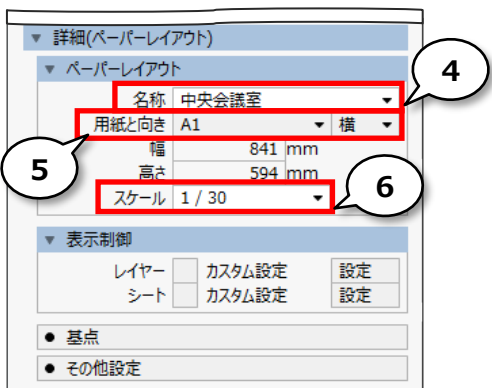 ▼ 詳細(ペーパーレイアウト)
▼ ペーパーレイアウト
4
名称 中央会議室
用紙と向き A1 横
5
幅 841 mm
高さ 594 mm
6
スケール 1 / 30
▼ 表示制御
レイヤー カスタム設定 設定
シート カスタム設定 設定
● 基点
● その他設定